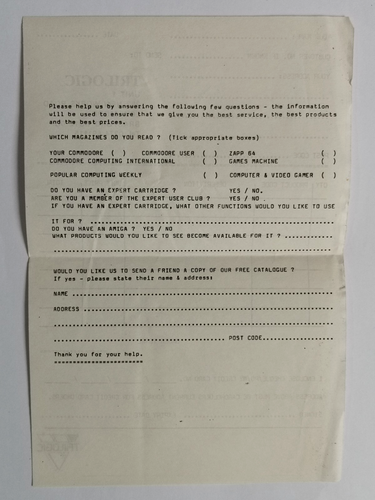 Please help us by answering the following few questions - the information
will be used to ensure that we give you the best service, the best products
and the best prices.
WHICH MAGAZINES DO YOU READ ? (Tick appropriate boxes)
YOUR COMMODORE ( ) COMMODORE USER ( ) ZAPP 64 ( )
COMMODORE COMPUTING INTERNATIONAL ( ) GAMES MACHINE ( )
POPULAR COMPUTING WEEKLY ( ) COMPUTER & VIDEO GAMER ( )
DO YOU HAVE AN EXPERT CARTRIDGE ? YES / NO.
ARE YOU A MEMBER OF THE EXPERT USER CLUB ? YES / NO
IF YOU HAVE AN EXPERT CARTRIDGE, WHAT OTHER FUNCTIONS WOULD YOU LIKE TO USE
IT FOR ? ................................................................
DO YOU HAVE AN AMIGA ? YES / NO
WHAT PRODUCTS WOULD YOU LIKE TO SEE BECOME AVAILABLE FOR IT ? .............
WOULD YOU LIKE US TO SEND A FRIEND A COPY OF OUR FREE CATALOGUE ?
If yes - please state their name & address:
NAME ....................................................................
ADDRESS .................................................................
POST CODE..................
Thank you for your help.